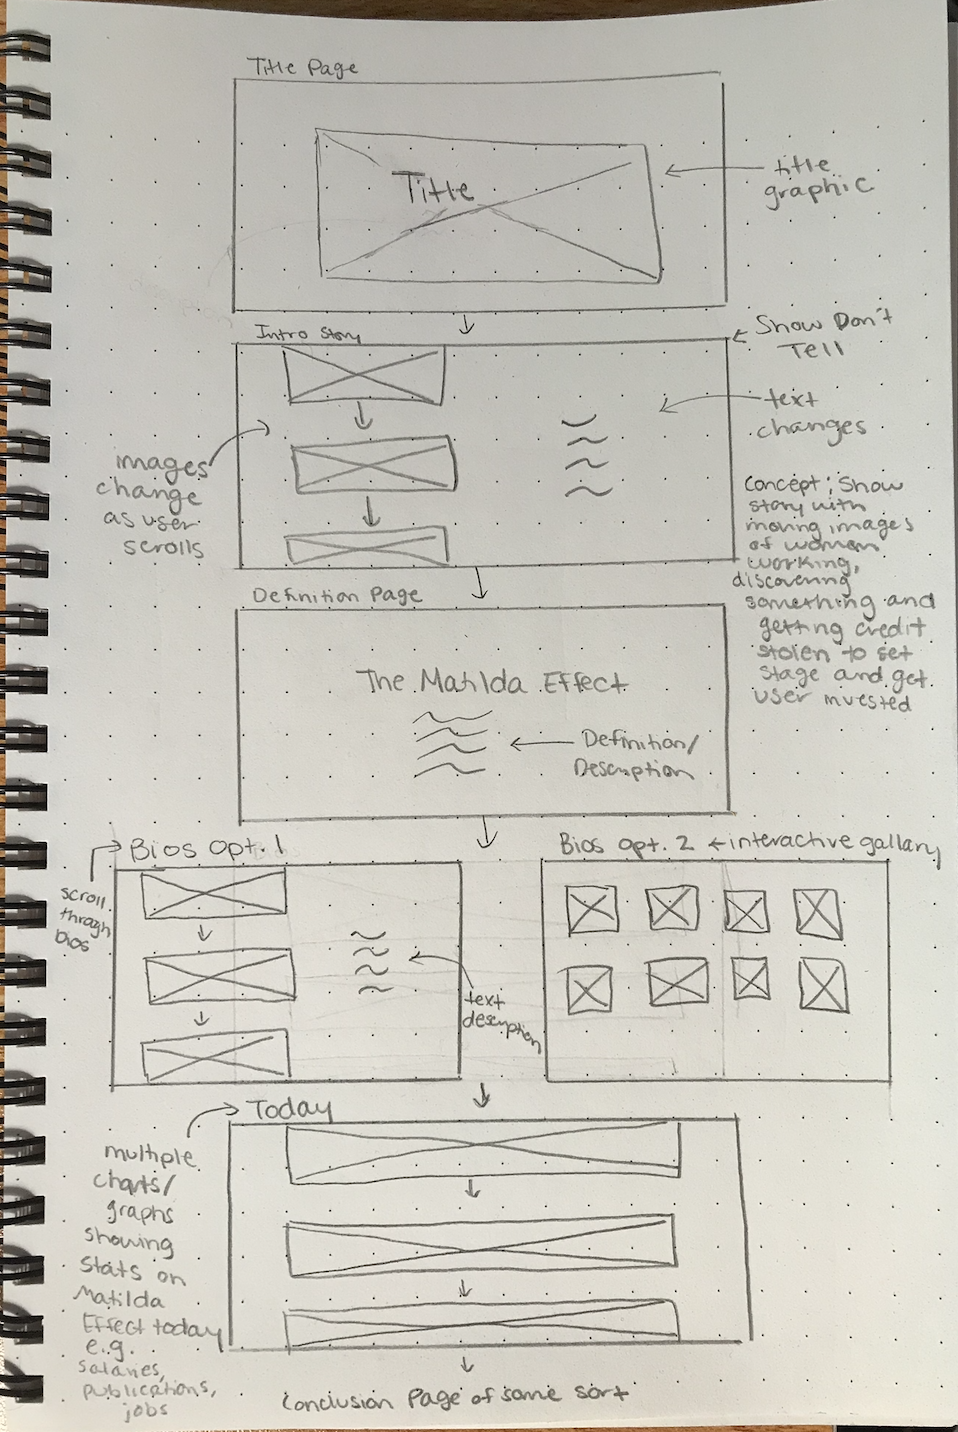 Title Page
Title
title
graphic
Intro Story
Show Don't
Tell
text
changes
images
change
as user
scrolls
Concept: Show
story with
moving images
of woman
working,
discovering
something and
getting credit
stolen to set
stage and get
user invested
Definition Page
The Matilda Effect
Definition/
Description
Bios opt. 1
scroll
through
bios
text
description
Bios opt. 2 ← interactive gallary
Today
multiple
charts/
graphs
showing
stats on
Matilda
Effect today
e.g.
salaries,
publications,
jobs
Conclusion Page of some sort